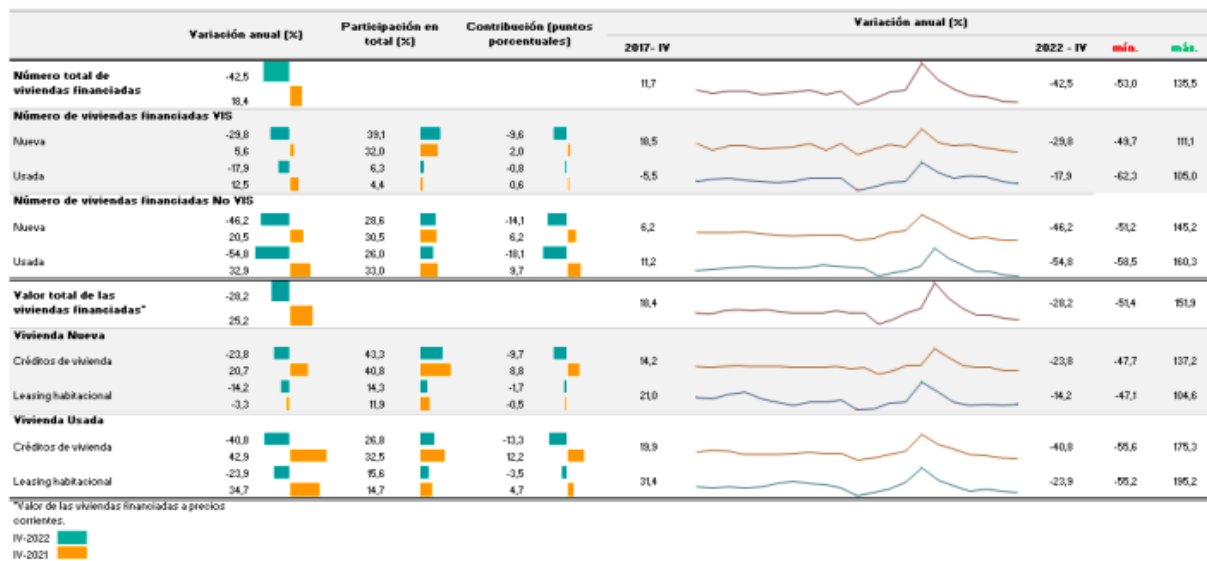 Variación anual (%) Participación en total (%) Contribución (puntos porcentuales) Variación anual (%)
2017- IV 2022 - IV mín. máx.
Número total de viviendas financiadas -42,5 11,7 -42,5 -53,0 135,5
18,4
Número de viviendas financiadas VIS
Nueva -29,8 39,1 -9,6 18,5 -29,8 -49,7 111,1
5,6 32,0 2,0
Usada -17,9 6,3 -0,8 -5,5 -17,9 -62,3 105,0
12,5 4,4 0,6
Número de viviendas financiadas No VIS
Nueva -46,2 28,6 -14,1 6,2 -46,2 -51,2 145,2
20,5 30,5 6,2
Usada -54,8 26,0 -18,1 11,2 -54,8 -58,5 160,3
32,9 33,0 9,7
Valor total de las viviendas financiadas* -28,2 18,4 -28,2 -51,4 151,9
25,2
Vivienda Nueva
Créditos de vivienda -23,8 43,3 -9,7 14,2 -23,8 -47,7 137,2
20,7 40,8 8,8
Leasing habitacional -14,2 14,3 -1,7 21,0 -14,2 -47,1 104,6
-3,3 11,9 -0,5
Vivienda Usada
Créditos de vivienda -40,8 26,8 -13,3 19,9 -40,8 -55,6 175,3
42,9 32,5 12,2
Leasing habitacional -23,9 15,6 -3,5 31,4 -23,9 -55,2 195,2
34,7 14,7 4,7
*Valor de las viviendas financiadas a precios
corrientes.
IV-2022
IV-2021